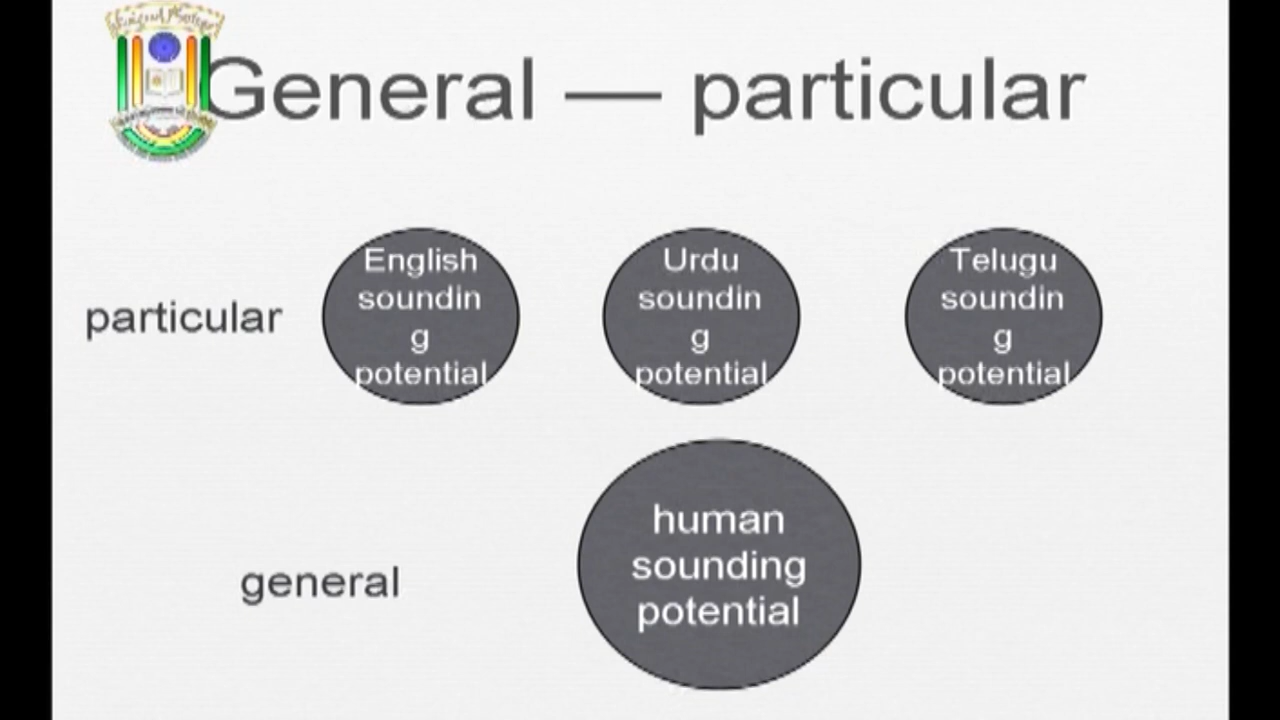 General — particular
particular
English
soundin
g
potential
Urdu
soundin
g
potential
Telugu
soundin
g
potential
general
human
sounding
potential